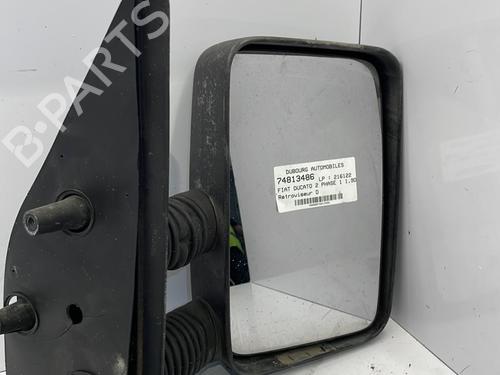 B-PARTS
DUBOURG AUTOMOBILES
74813486 LP : 216122
FIAT DUCATO 2 PHASE 1 1.9D
Retroviseur D